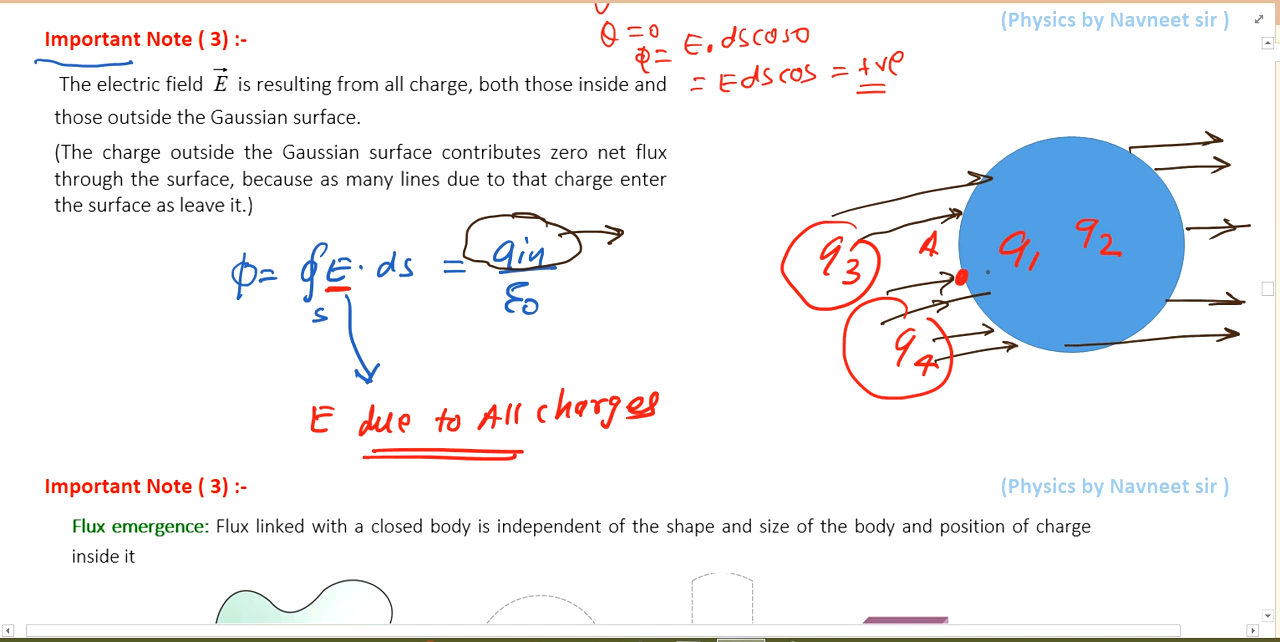 (Physics by Navneet sir )
Important Note ( 3) :-
θ = 0
φ = E. ds cos 0
= E ds cos = +ve
The electric field E⃗ is resulting from all charge, both those inside and
those outside the Gaussian surface.
(The charge outside the Gaussian surface contributes zero net flux
through the surface, because as many lines due to that charge enter
the surface as leave it.)
ϕ = ∮ E · ds = qin / ε0
S
E due to All charges
q3 A q1 q2
q4
Important Note ( 3) :-
(Physics by Navneet sir )
Flux emergence: Flux linked with a closed body is independent of the shape and size of the body and position of charge
inside it